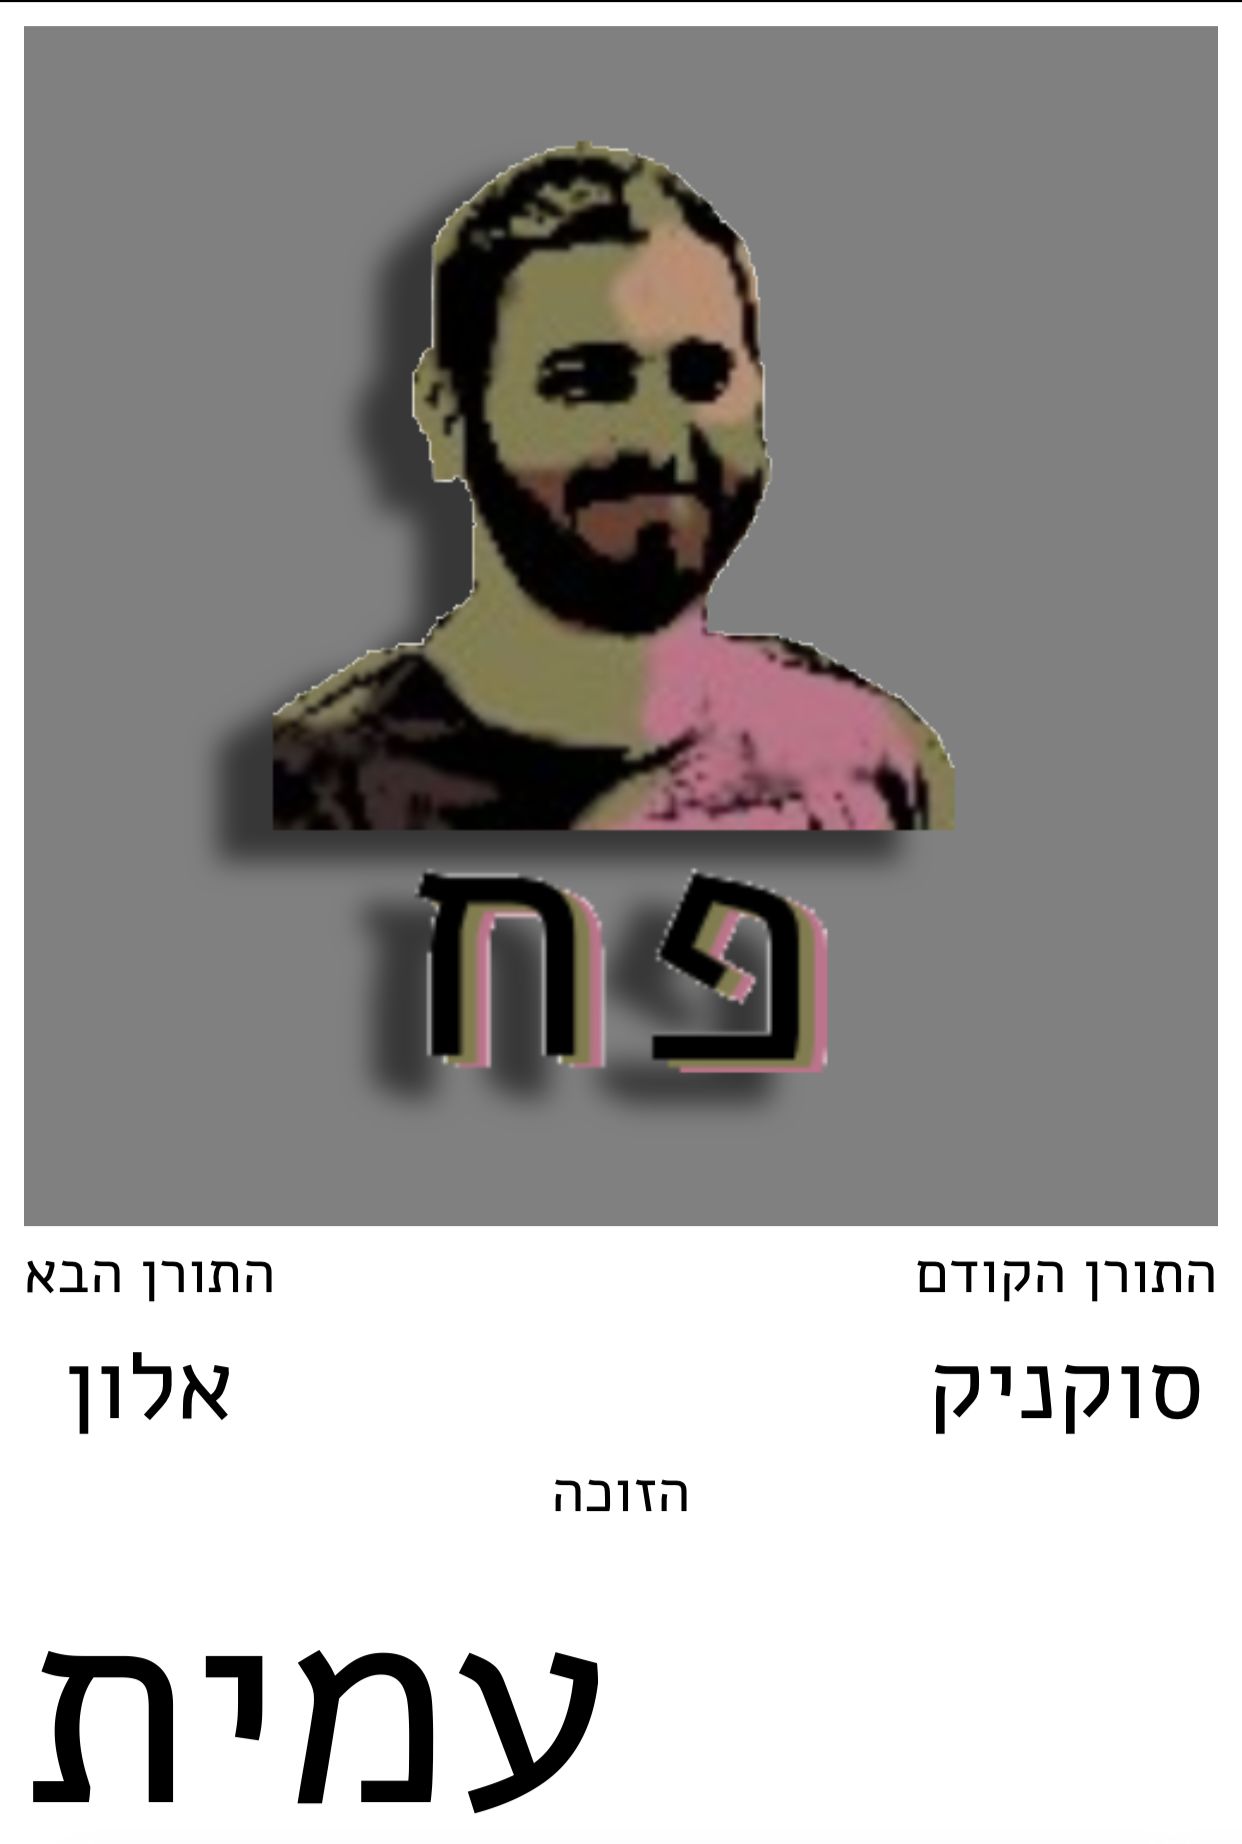 פח
התורן הקודם
סוקניק
התורן הבא
אלון
הזוכה
עמית